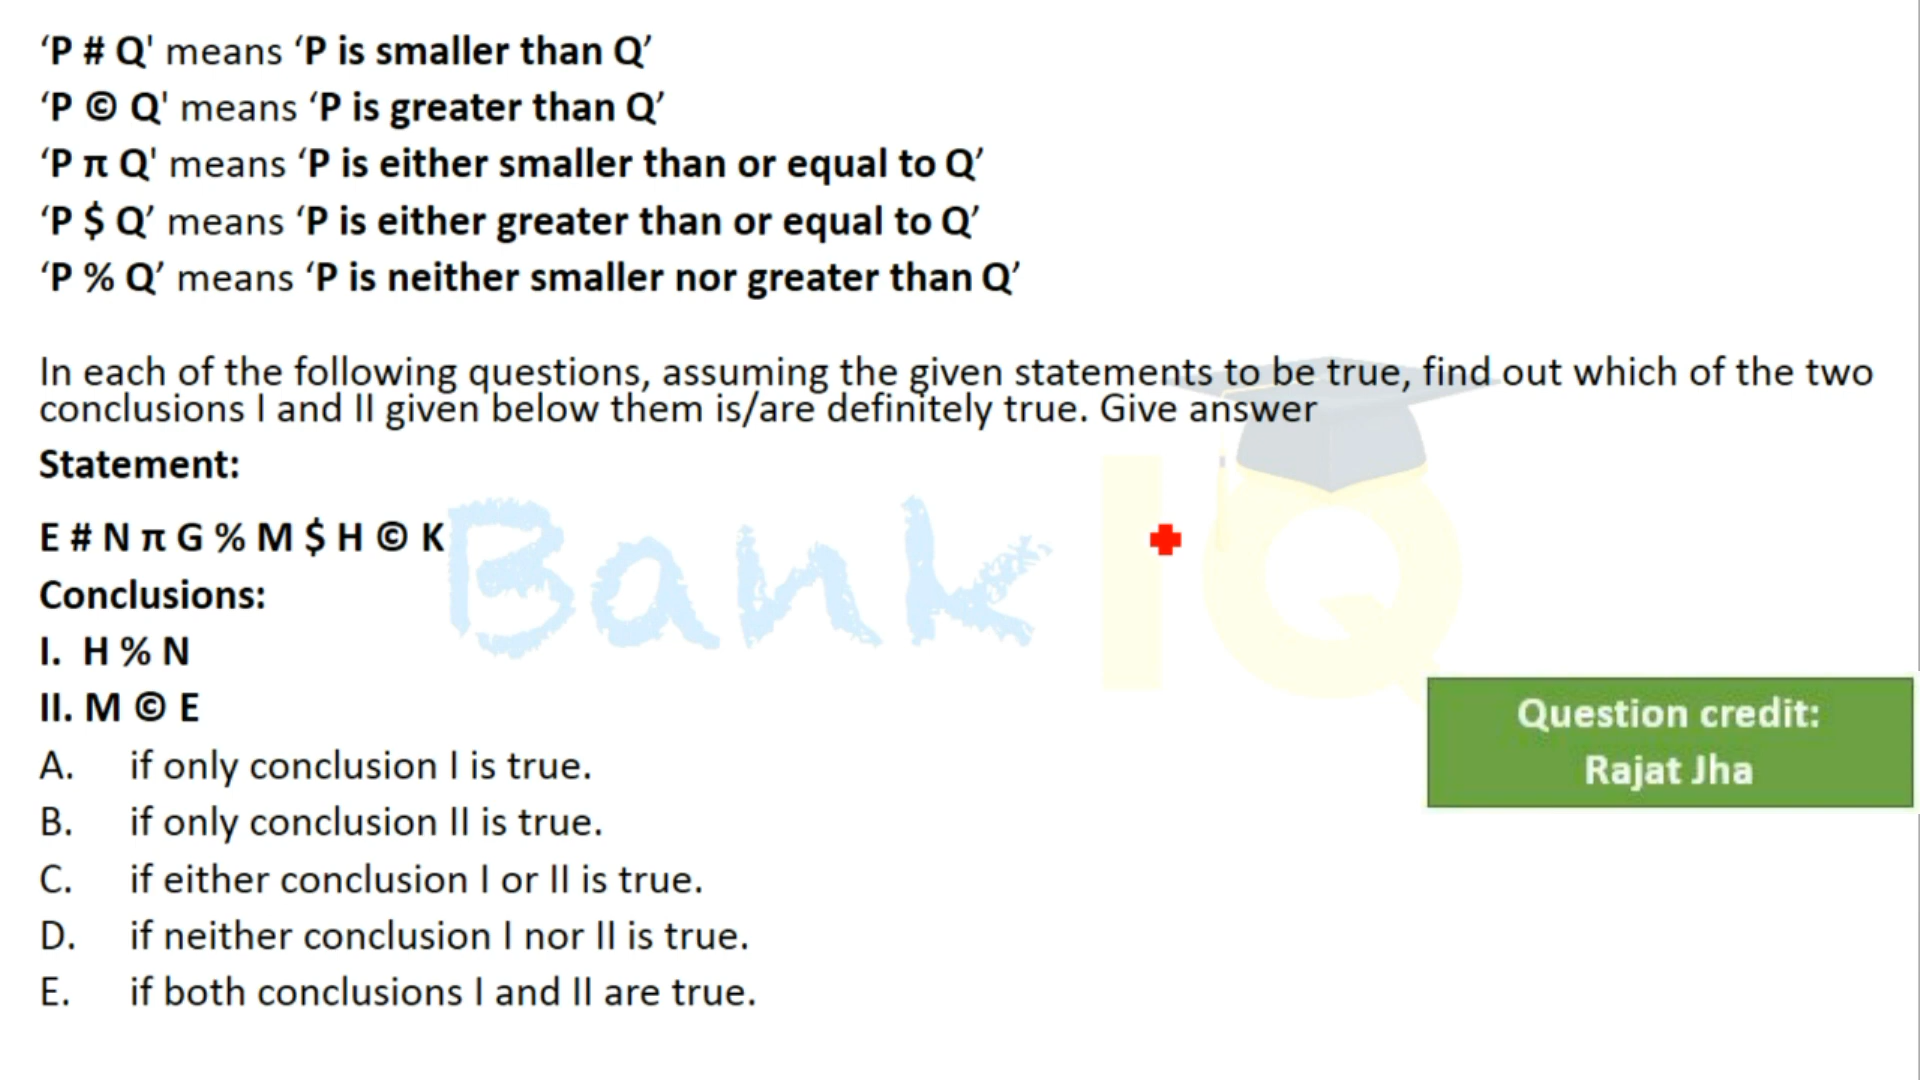 ‘P # Q' means ‘P is smaller than Q’
‘P © Q' means ‘P is greater than Q’
‘P π Q' means ‘P is either smaller than or equal to Q’
‘P $ Q’ means ‘P is either greater than or equal to Q’
‘P % Q’ means ‘P is neither smaller nor greater than Q’
In each of the following questions, assuming the given statements to be true, find out which of the two
conclusions I and II given below them is/are definitely true. Give answer
Statement:
E # N π G % M $ H © K
Conclusions:
I. H % N
II. M © E
A. if only conclusion I is true.
B. if only conclusion II is true.
C. if either conclusion I or II is true.
D. if neither conclusion I nor II is true.
E. if both conclusions I and II are true.
Bank IQ
Question credit:
Rajat Jha